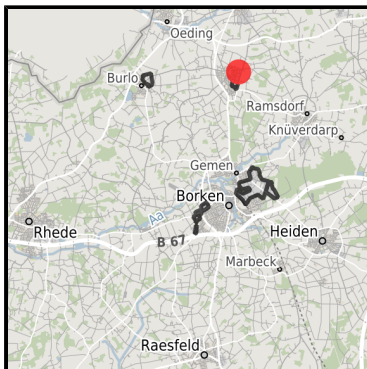 Oeding
Burlo
Ramsdorf
Knüverdarp
Gemen
Borken
Aa
Rhede
B 67
Heiden
Marbeck
Raesfeld